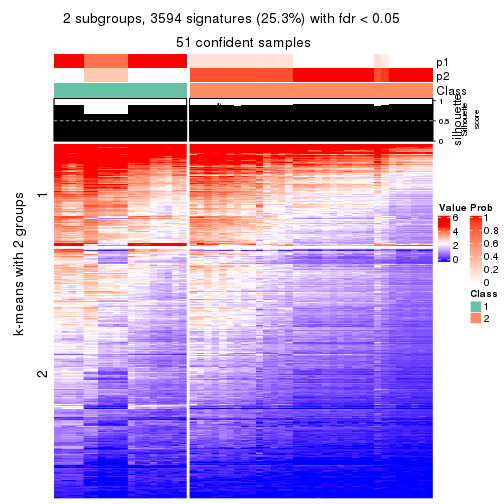 2 subgroups, 3594 signatures (25.3%) with fdr < 0.05
51 confident samples
p1
p2
Class
1
0.5
0
silhouette
Silhouette
score
k-means with 2 groups
1
2
Value
6
4
2
0
Prob
1
0.8
0.6
0.4
0.2
0
Class
1
2